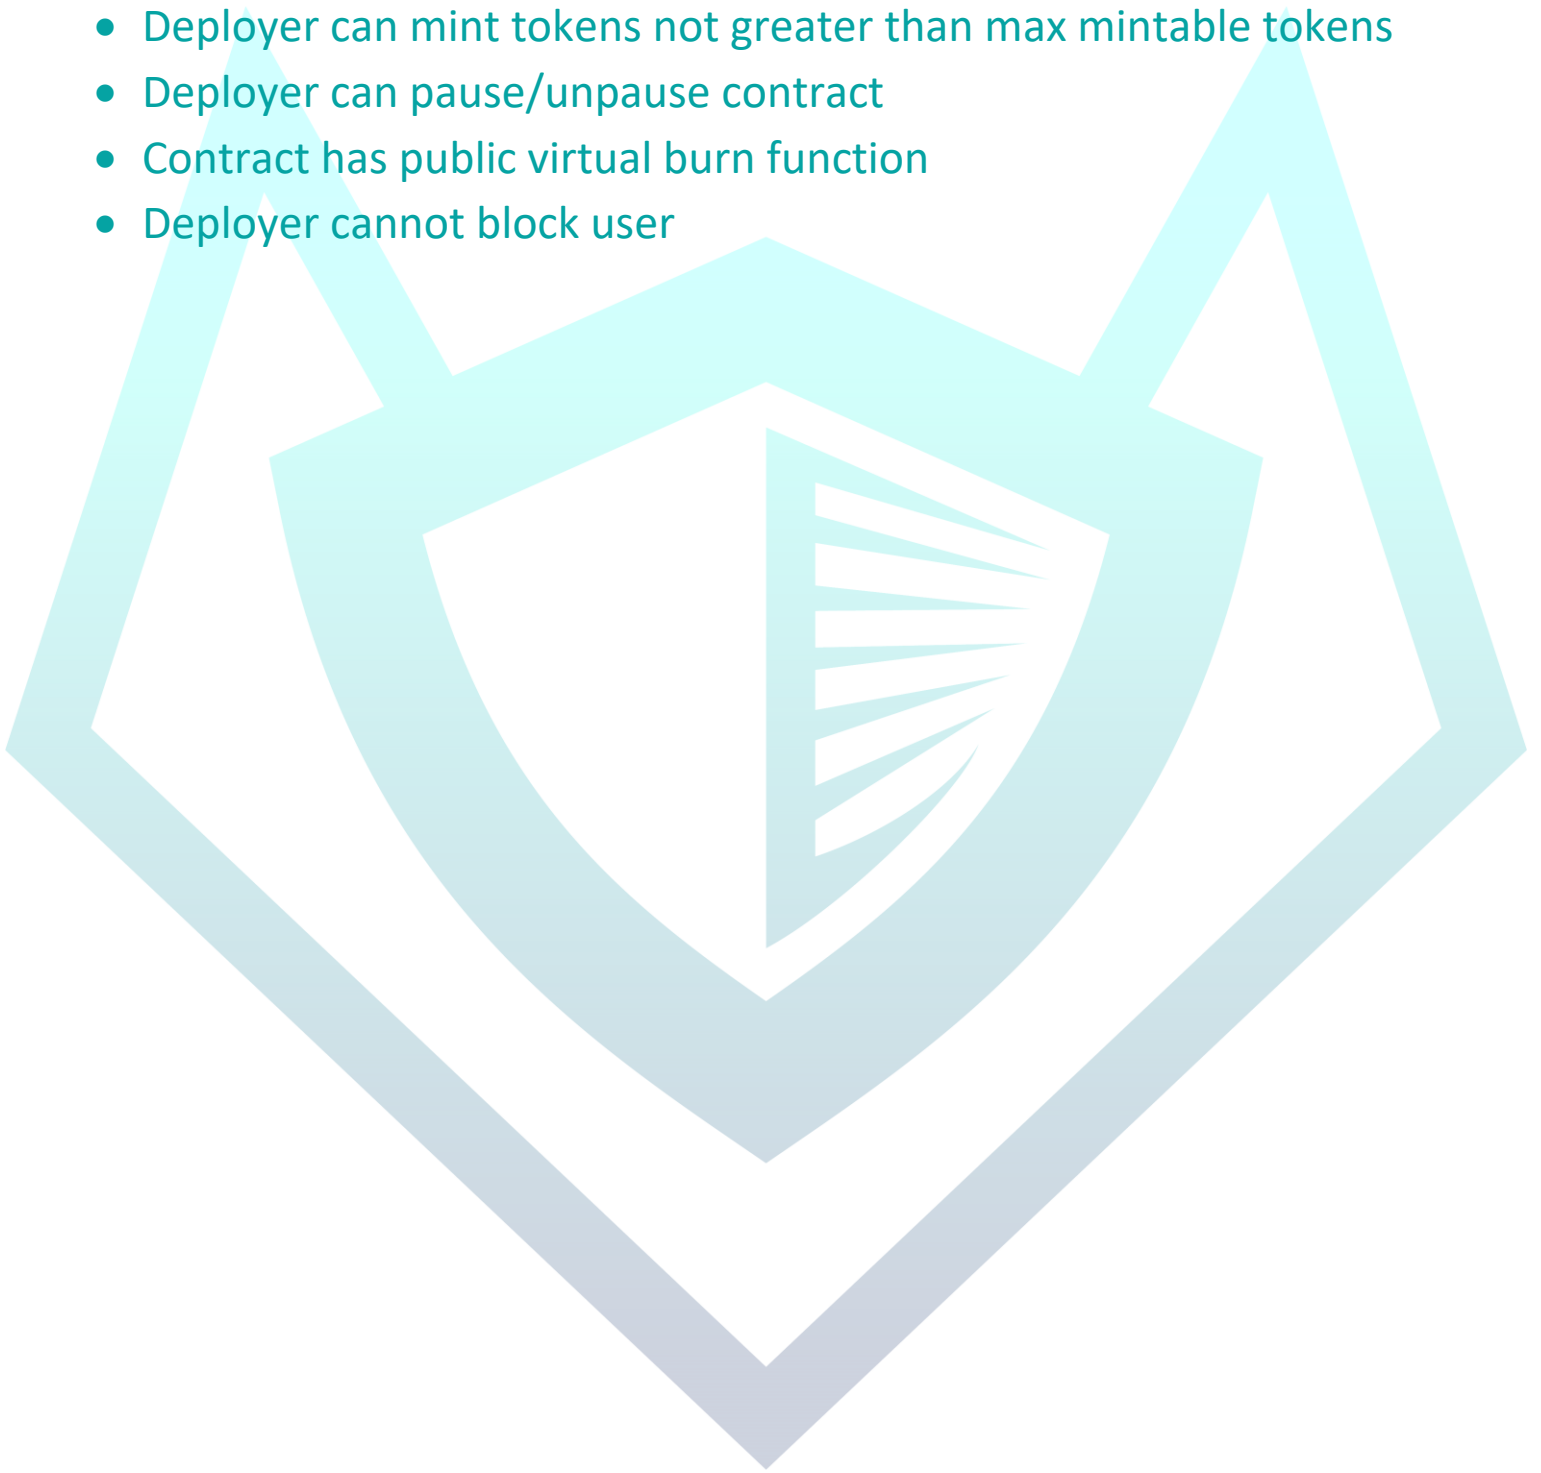 • Deployer can mint tokens not greater than max mintable tokens
• Deployer can pause/unpause contract
• Contract has public virtual burn function
• Deployer cannot block user